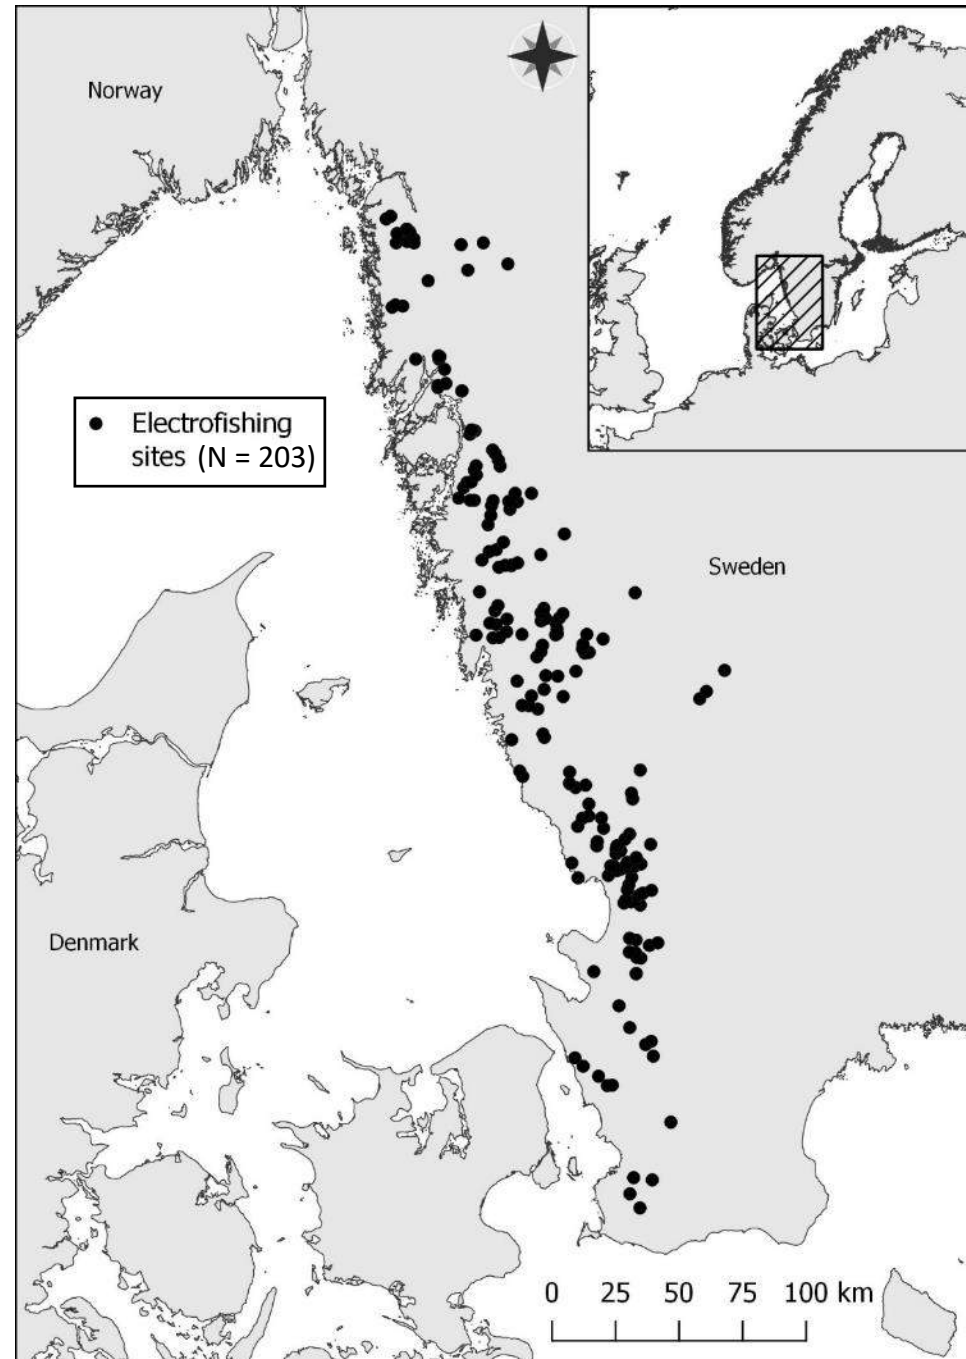 Norway
Electrofishing
sites (N = 203)
Sweden
Denmark
0 25 50 75 100 km